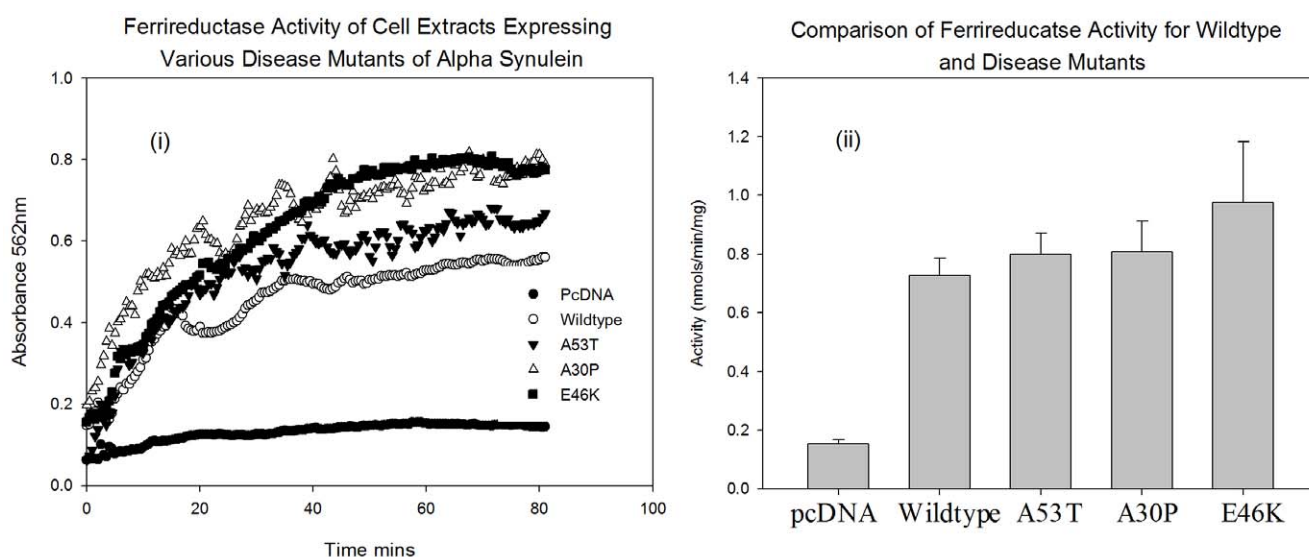 Ferrireductase Activity of Cell Extracts Expressing
Various Disease Mutants of Alpha Synulein
(i)
Absorbance 562nm
1.0
0.8
0.6
0.4
0.2
0.0
PcDNA
Wildtype
A53T
A30P
E46K
0 20 40 60 80 100
Time mins
Comparison of Ferrireducatse Activity for Wildtype
and Disease Mutants
(ii)
Activity (nmols/min/mg)
1.4
1.2
1.0
0.8
0.6
0.4
0.2
0.0
pcDNA Wildtype A53T A30P E46K